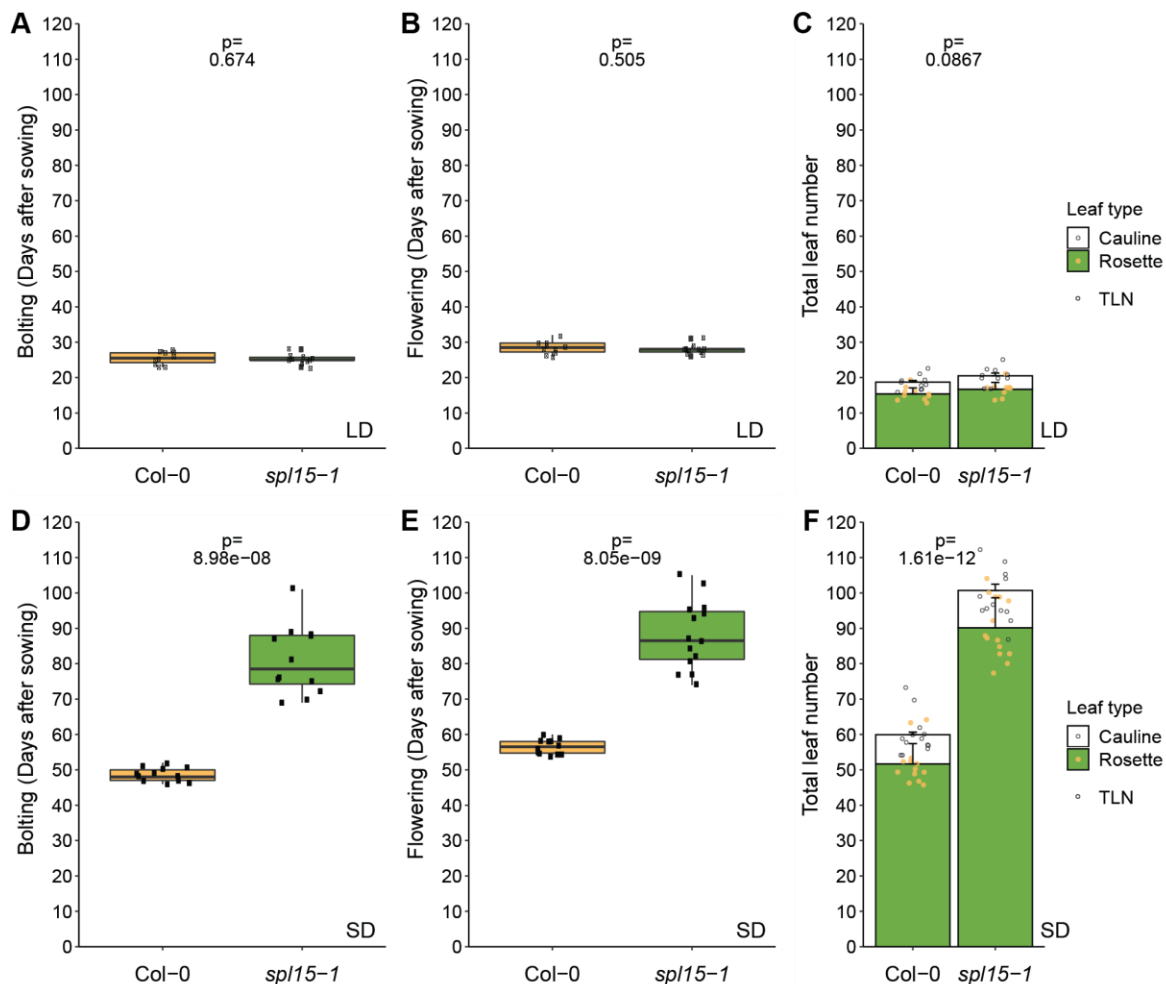 A
Bolting (Days after sowing)
120
110
100
90
80
70
60
50
40
30
20
10
0
p=
0.674
LD
Col−0
spl15−1
B
Flowering (Days after sowing)
120
110
100
90
80
70
60
50
40
30
20
10
0
p=
0.505
LD
Col−0
spl15−1
C
Total leaf number
120
110
100
90
80
70
60
50
40
30
20
10
0
p=
0.0867
LD
Col−0
spl15−1
Leaf type
Cauline
Rosette
TLN
D
Bolting (Days after sowing)
120
110
100
90
80
70
60
50
40
30
20
10
0
p=
8.98e−08
SD
Col−0
spl15−1
E
Flowering (Days after sowing)
120
110
100
90
80
70
60
50
40
30
20
10
0
p=
8.05e−09
SD
Col−0
spl15−1
F
Total leaf number
120
110
100
90
80
70
60
50
40
30
20
10
0
p=
1.61e−12
SD
Col−0
spl15−1
Leaf type
Cauline
Rosette
TLN